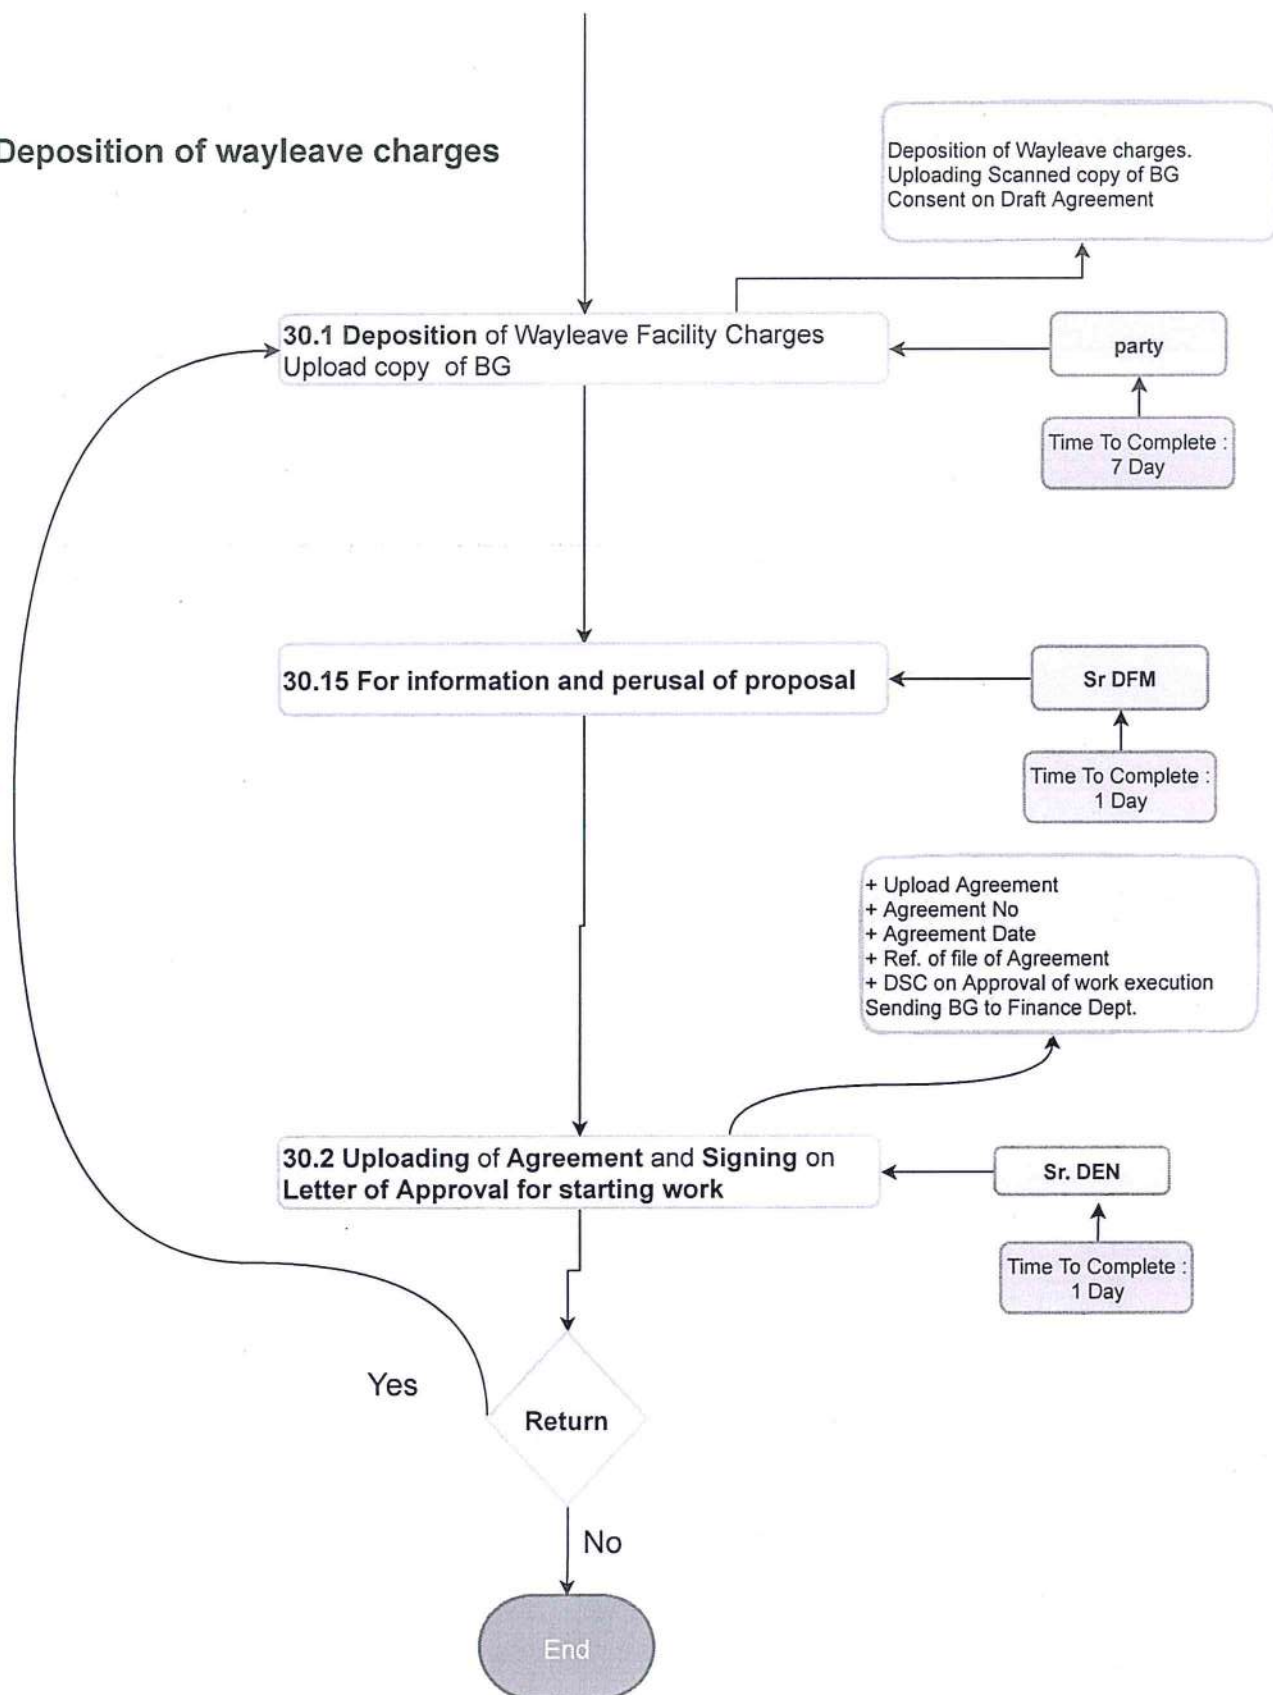 Deposition of wayleave charges
Deposition of Wayleave charges.
Uploading Scanned copy of BG
Consent on Draft Agreement
30.1 Deposition of Wayleave Facility Charges
Upload copy of BG
party
Time To Complete :
7 Day
30.15 For information and perusal of proposal
Sr DFM
Time To Complete :
1 Day
+ Upload Agreement
+ Agreement No
+ Agreement Date
+ Ref. of file of Agreement
+ DSC on Approval of work execution
Sending BG to Finance Dept.
30.2 Uploading of Agreement and Signing on
Letter of Approval for starting work
Sr. DEN
Time To Complete :
1 Day
Yes
Return
No
End